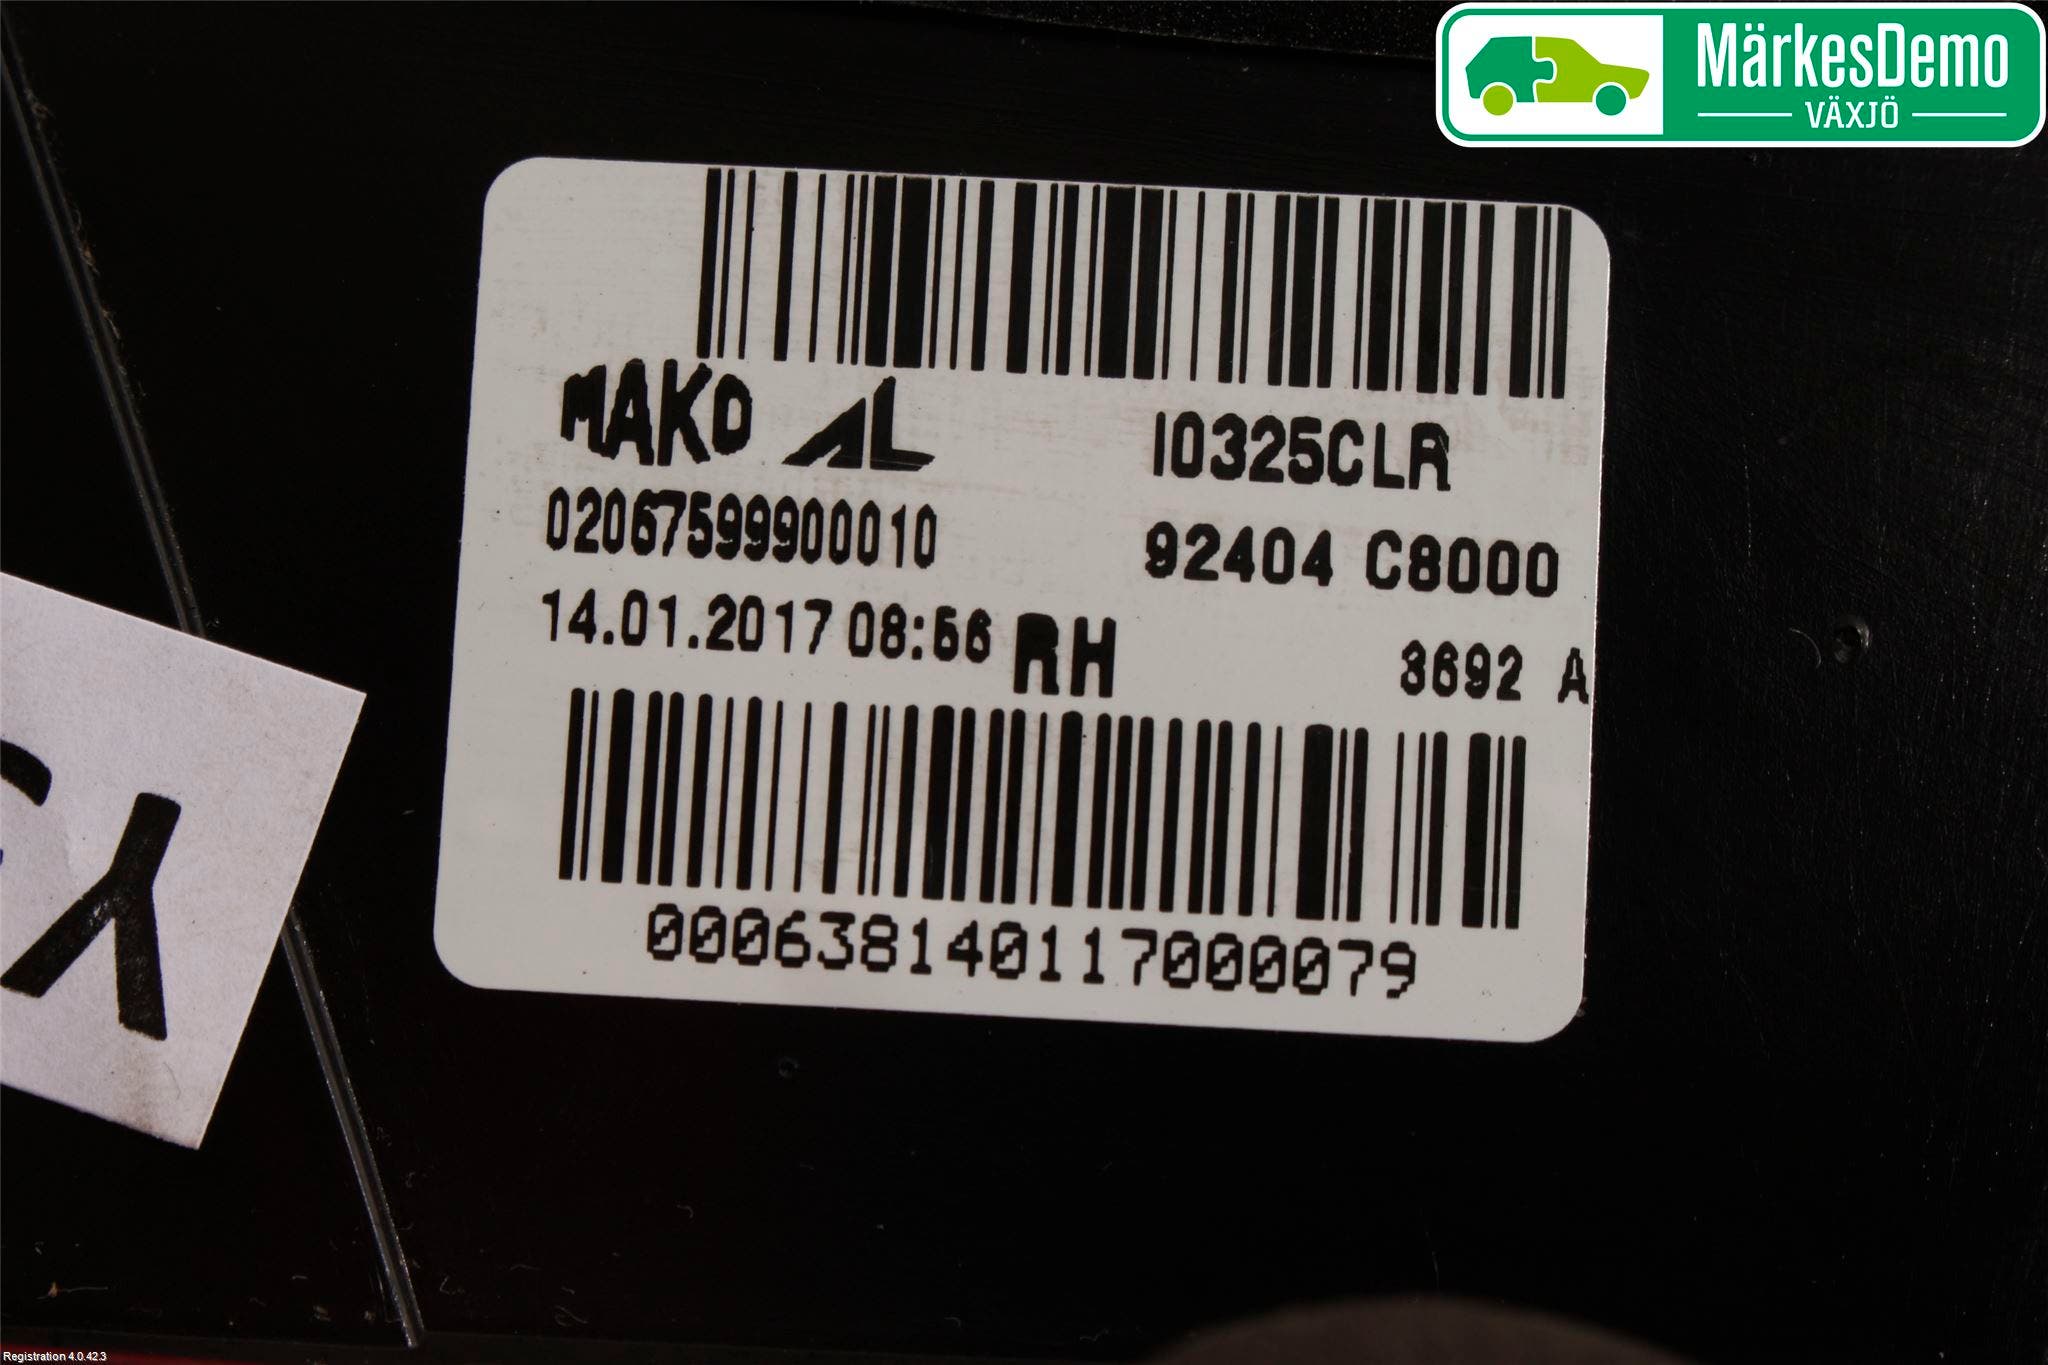 MärkesDemo
VÄXJÖ
MAKO AL
I0325CLR
02067599900010
92404 C8000
14.01.2017 08:56 RH
3692 A
000638140117000079
Y
Registration 4.0.42.3